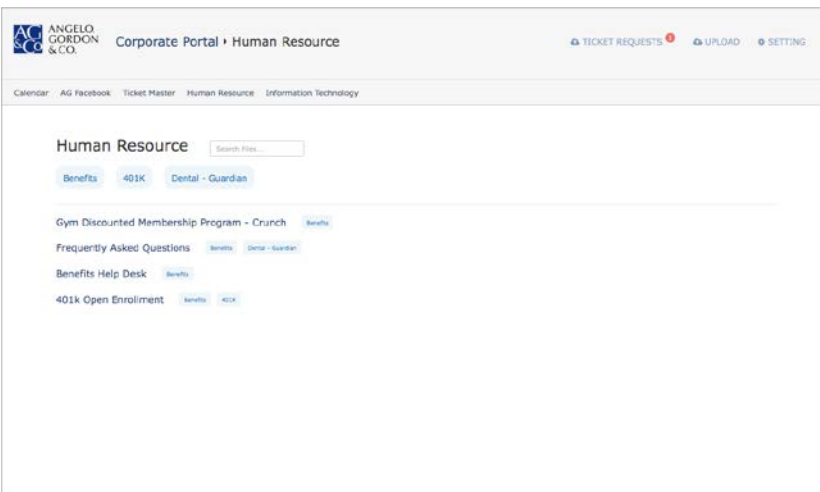 AG
&CO
ANGELO,
GORDON
& CO.
Corporate Portal › Human Resource
TICKET REQUESTS
UPLOAD
SETTING
Calendar AG Facebook Ticket Master Human Resource Information Technology
Human Resource Search Files...
Benefits 401K Dental - Guardian
Gym Discounted Membership Program - Crunch Benefits
Frequently Asked Questions Benefits Dental - Guardian
Benefits Help Desk Benefits
401k Open Enrollment Benefits 401K